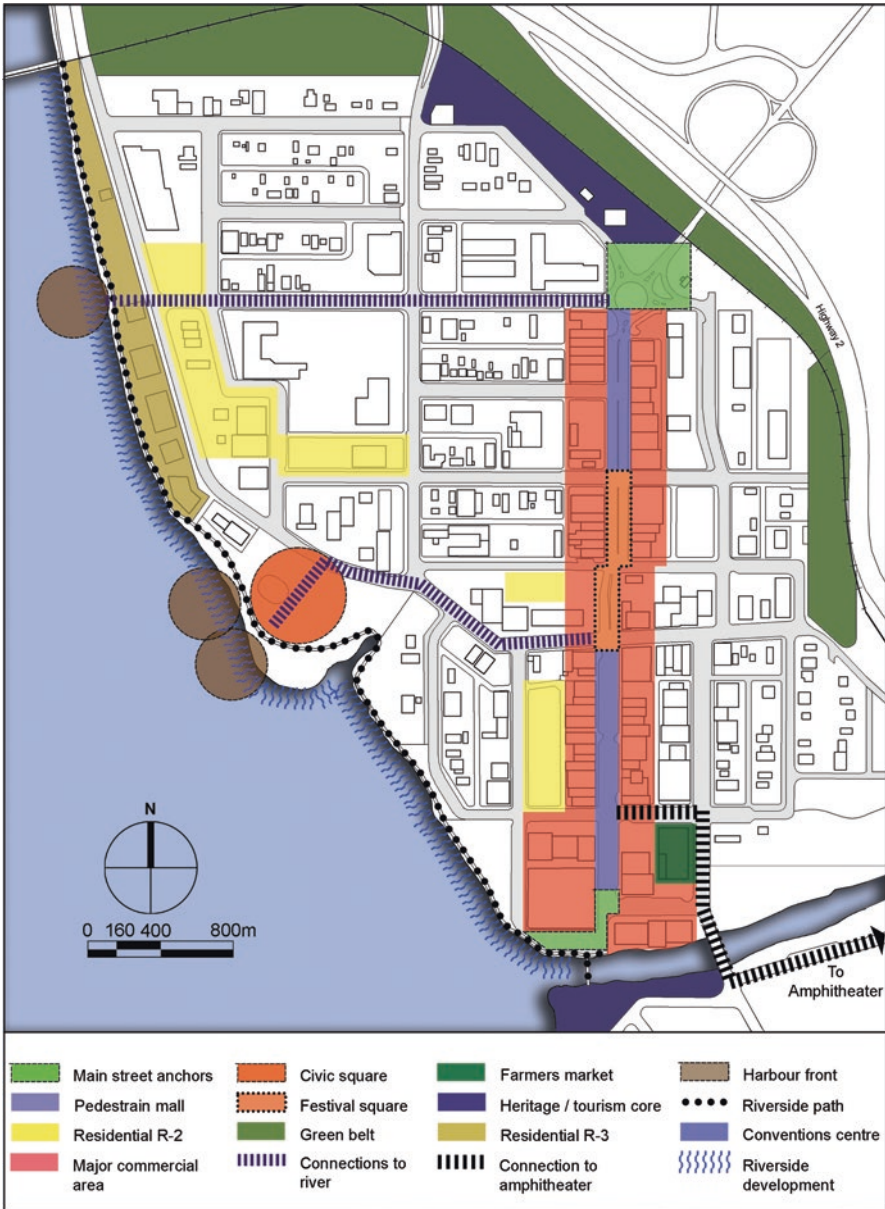 Highway 2
N
0 160 400 800m
To
Amphitheater
Main street anchors
Civic square
Farmers market
Harbour front
Pedestrain mall
Festival square
Heritage / tourism core
Riverside path
Residential R-2
Green belt
Residential R-3
Conventions centre
Major commercial
area
Connections to
river
Connection to
amphitheater
Riverside
development